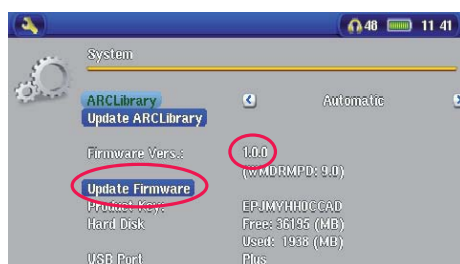 48 11 41
System
ARCLibrary Automatic
Update ARCLibrary
Firmware Vers.: 1.0.0
(WMDRMPD: 9.0)
Update Firmware
Product Key: EPJMVHH0CCAD
Hard Disk Free: 36195 (MB)
Used: 1938 (MB)
USB Port Plus